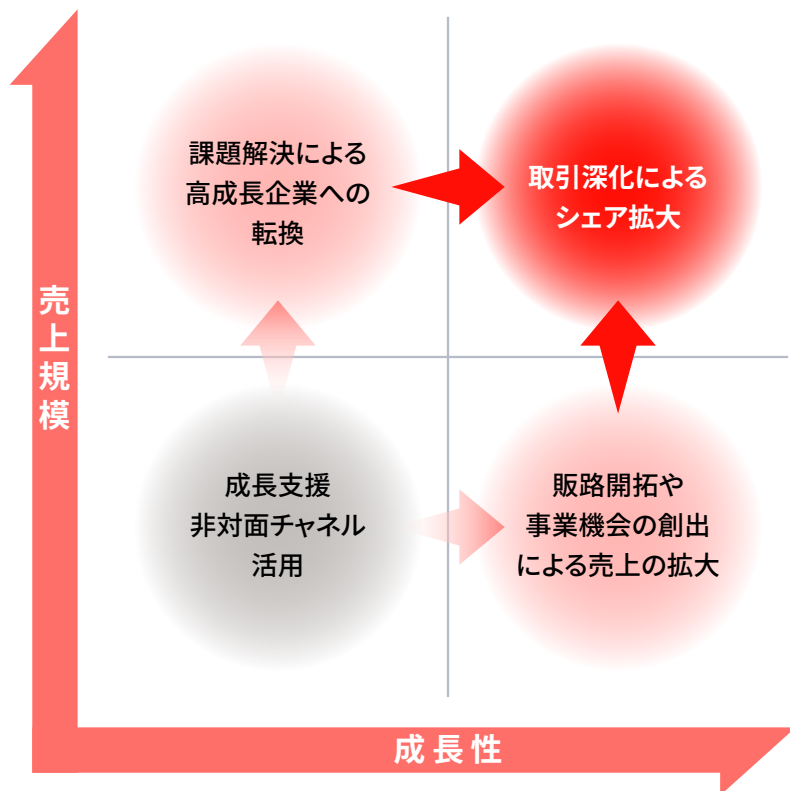 課題解決による
高成長企業への
転換
取引深化による
シェア拡大
売上規模
成長支援
非対面チャネル
活用
販路開拓や
事業機会の創出
による売上の拡大
成長性